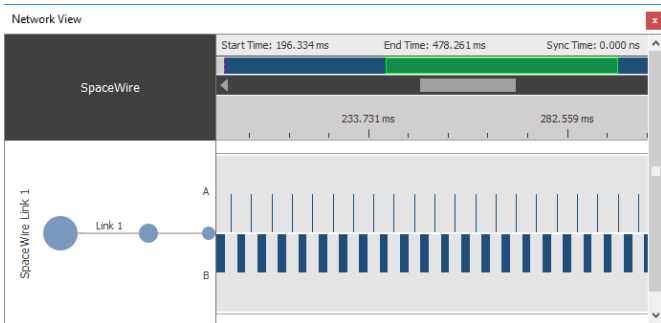 Network View
x
Start Time: 196.334 ms End Time: 478.261 ms Sync Time: 0.000 ns
SpaceWire
233.731 ms 282.559 ms
SpaceWire Link 1
Link 1
A
B